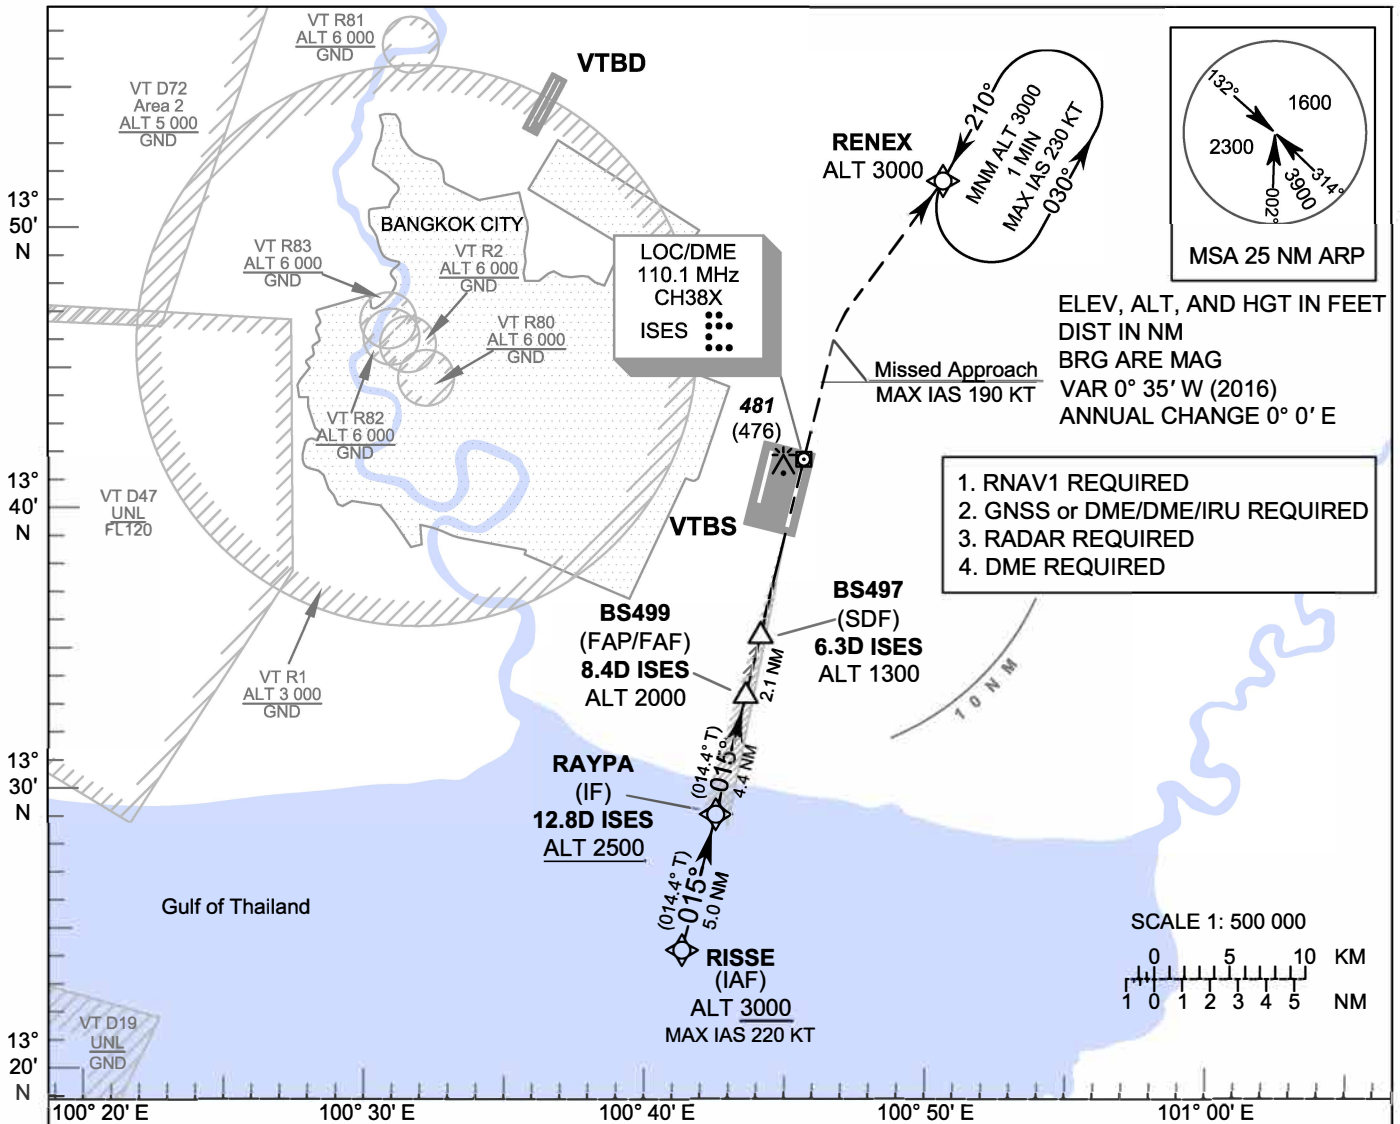 VT R81
ALT 6 000
GND
VTBD
VT D72
Area 2
ALT 5 000
GND
210°
MNM ALT 3000
1 MIN
MAX IAS 230 KT
030°
RENEX
ALT 3000
132°
1600
2300
3900
314°
002°
MSA 25 NM ARP
13°
50'
N
BANGKOK CITY
VT R83
ALT 6 000
GND
VT R2
ALT 6 000
GND
LOC/DME
110.1 MHz
CH38X
ISES
VT R80
ALT 6 000
GND
ELEV, ALT, AND HGT IN FEET
DIST IN NM
BRG ARE MAG
VAR 0° 35' W (2016)
ANNUAL CHANGE 0° 0' E
Missed Approach
MAX IAS 190 KT
VT R82
ALT 6 000
GND
481
(476)
13°
40'
N
VT D47
UNL
FL120
VTBS
1. RNAV1 REQUIRED
2. GNSS or DME/DME/IRU REQUIRED
3. RADAR REQUIRED
4. DME REQUIRED
BS499
(FAP/FAF)
8.4D ISES
ALT 2000
BS497
(SDF)
6.3D ISES
ALT 1300
2.1 NM
VT R1
ALT 3 000
GND
10 NM
13°
30'
N
RAYPA
(IF)
12.8D ISES
ALT 2500
(014.4° T)
015°
4.4 NM
(014.4° T)
015°
5.0 NM
Gulf of Thailand
RISSE
(IAF)
ALT 3000
MAX IAS 220 KT
SCALE 1: 500 000
0 5 10 KM
1 0 1 2 3 4 5 NM
VT D19
UNL
GND
13°
20'
N
100° 20' E 100° 30' E 100° 40' E 100° 50' E 101° 00' E